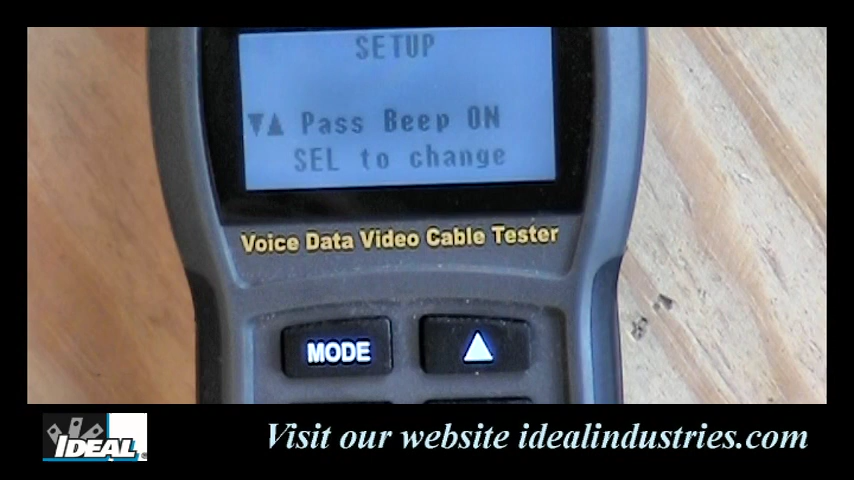 SETUP
▼▲ Pass Beep ON
SEL to change
Voice Data Video Cable Tester
MODE
IDEAL®
Visit our website idealindustries.com